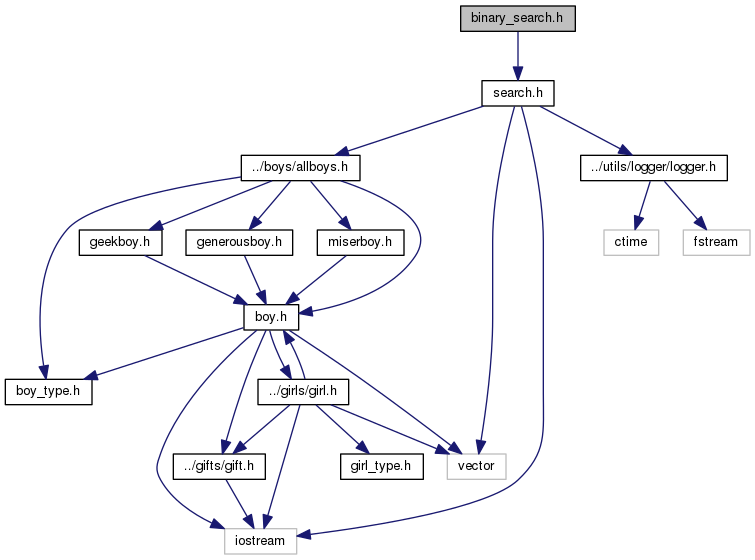 binary_search.h
search.h
../boys/allboys.h
../utils/logger/logger.h
geekboy.h
generousboy.h
miserboy.h
ctime
fstream
boy.h
boy_type.h
../girls/girl.h
../gifts/gift.h
girl_type.h
vector
iostream